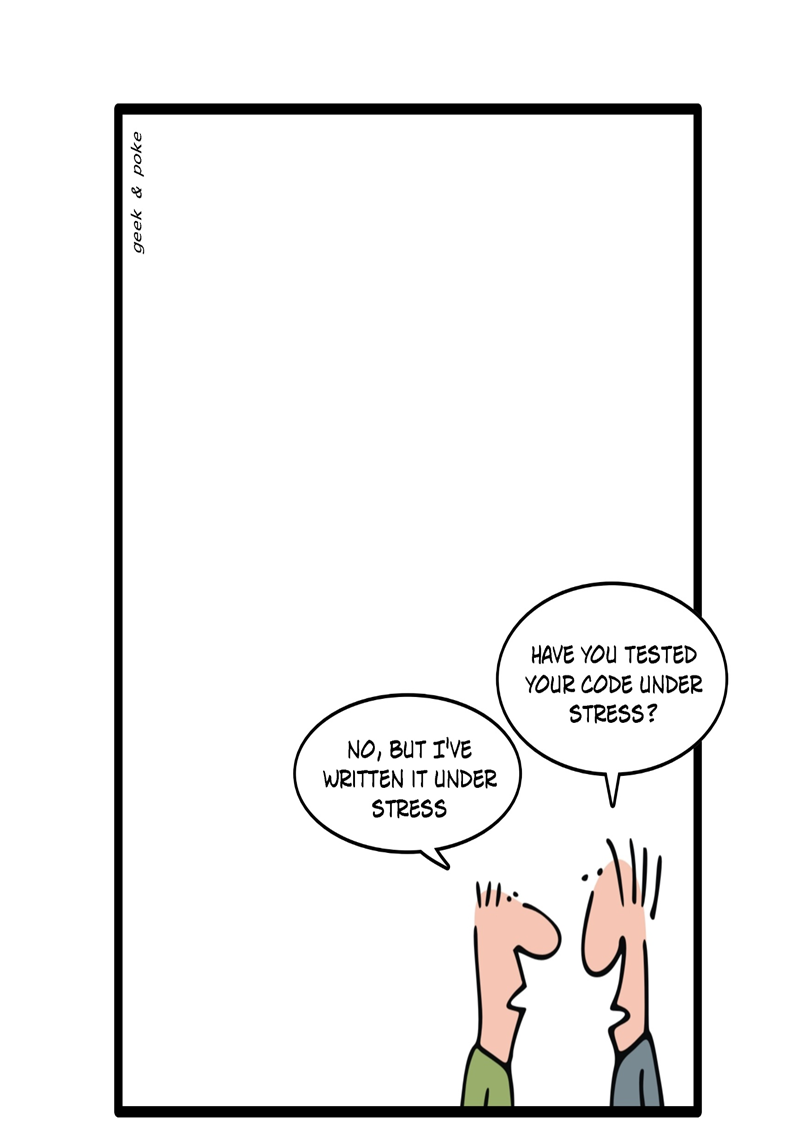 geek & poke
HAVE YOU TESTED
YOUR CODE UNDER
STRESS?
NO, BUT I'VE
WRITTEN IT UNDER
STRESS